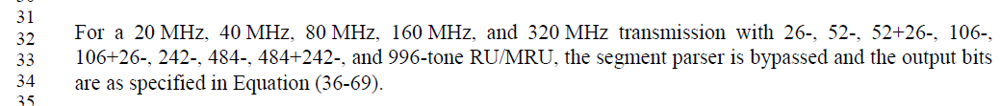 31
32 For a 20 MHz, 40 MHz, 80 MHz, 160 MHz, and 320 MHz transmission with 26-, 52-, 52+26-, 106-,
33 106+26-, 242-, 484-, 484+242-, and 996-tone RU/MRU, the segment parser is bypassed and the output bits
34 are as specified in Equation (36-69).
35